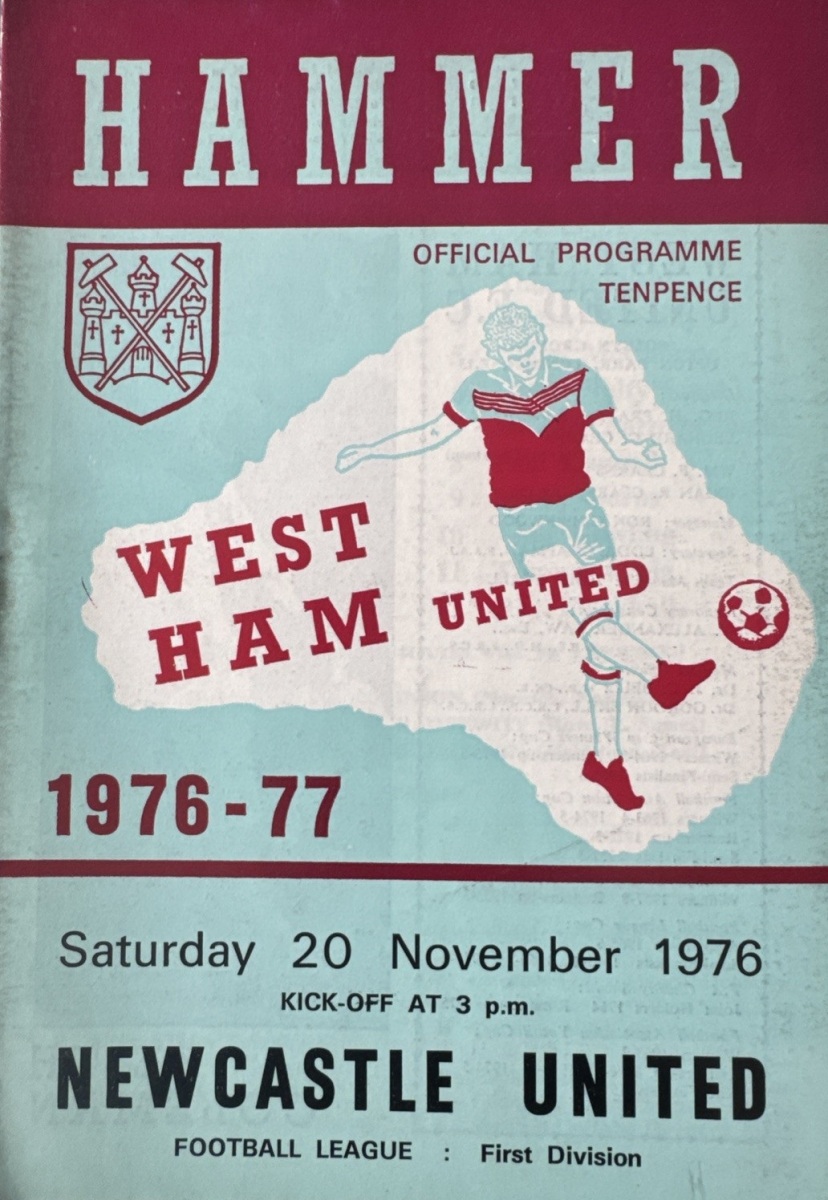 HAMMER
OFFICIAL PROGRAMME
TENPENCE
WEST
HAM UNITED
1976-77
Saturday 20 November 1976
KICK-OFF AT 3 p.m.
NEWCASTLE UNITED
FOOTBALL LEAGUE : First Division